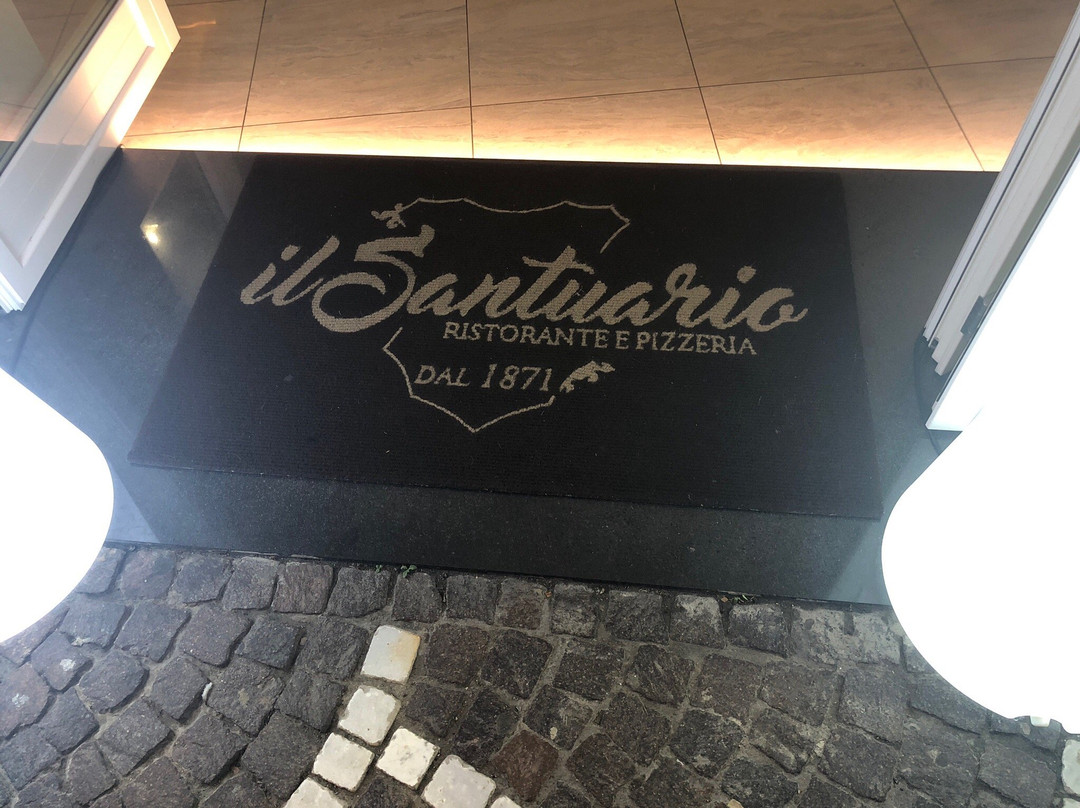 il Santuario
RISTORANTE E PIZZERIA
DAL 1871